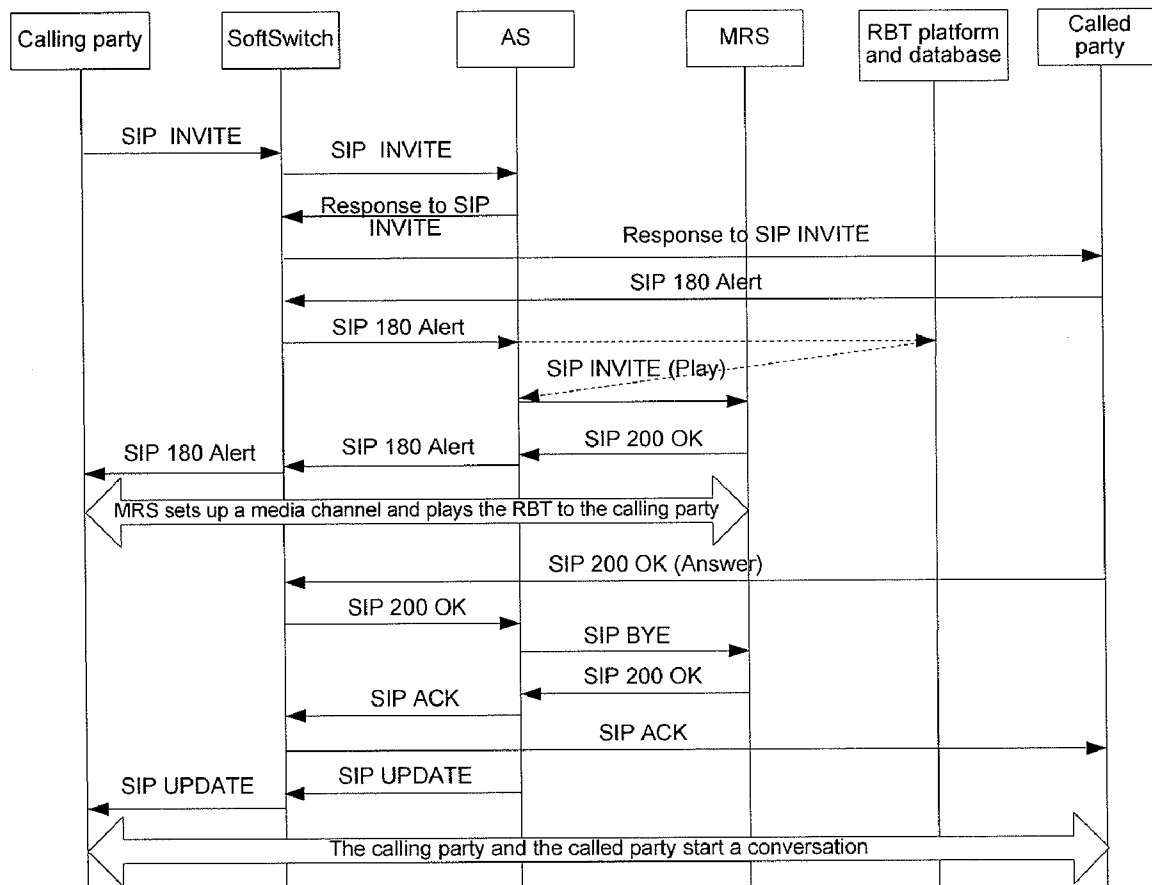 Calling party
SoftSwitch
AS
MRS
RBT platform
and database
Called
party
SIP INVITE
SIP INVITE
Response to SIP
INVITE
Response to SIP INVITE
SIP 180 Alert
SIP 180 Alert
SIP INVITE (Play)
SIP 200 OK
SIP 180 Alert
SIP 180 Alert
MRS sets up a media channel and plays the RBT to the calling party
SIP 200 OK (Answer)
SIP 200 OK
SIP BYE
SIP 200 OK
SIP ACK
SIP ACK
SIP UPDATE
SIP UPDATE
The calling party and the called party start a conversation